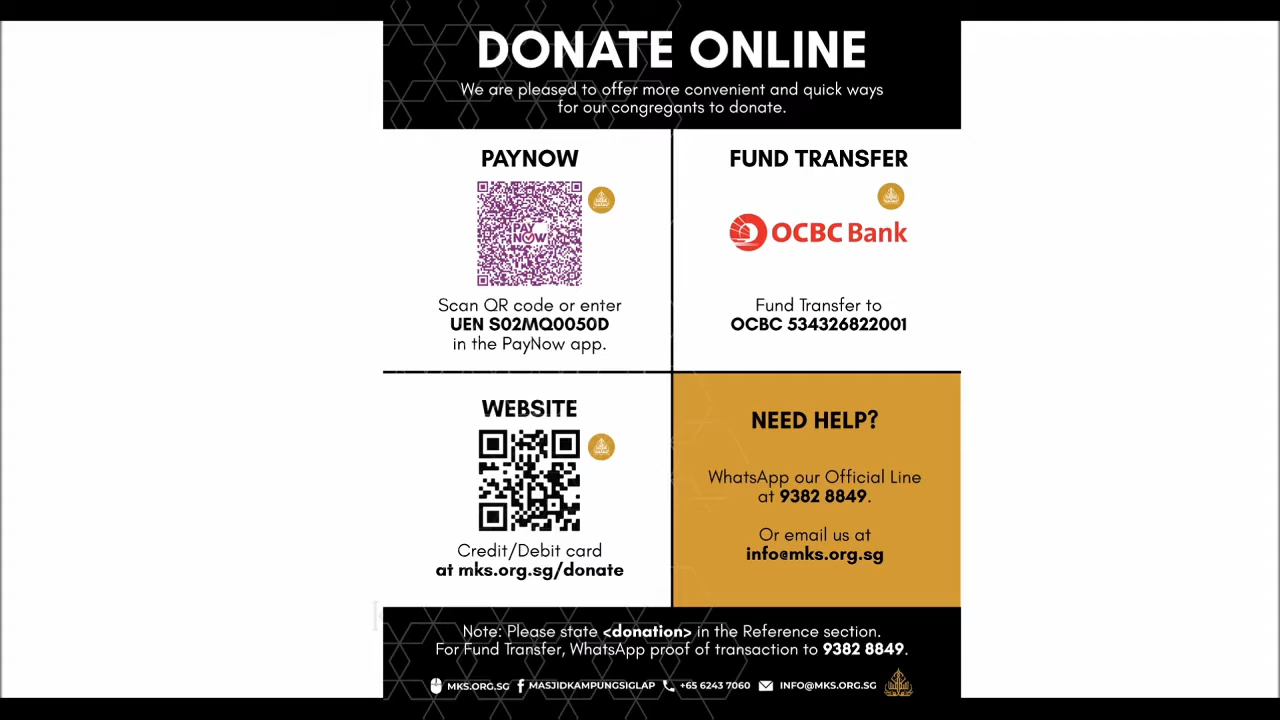 DONATE ONLINE
We are pleased to offer more convenient and quick ways
for our congregants to donate.
PAYNOW
PAY
NOW
Scan QR code or enter
UEN S02MQ0050D
in the PayNow app.
FUND TRANSFER
OCBC Bank
Fund Transfer to
OCBC 534326822001
WEBSITE
Credit/Debit card
at mks.org.sg/donate
NEED HELP?
WhatsApp our Official Line
at 9382 8849.
Or email us at
info@mks.org.sg
Note: Please state <donation> in the Reference section.
For Fund Transfer, WhatsApp proof of transaction to 9382 8849.
MKS.ORG.SG MASJIDKAMPUNGSIGLAP +65 6243 7060 INFO@MKS.ORG.SG